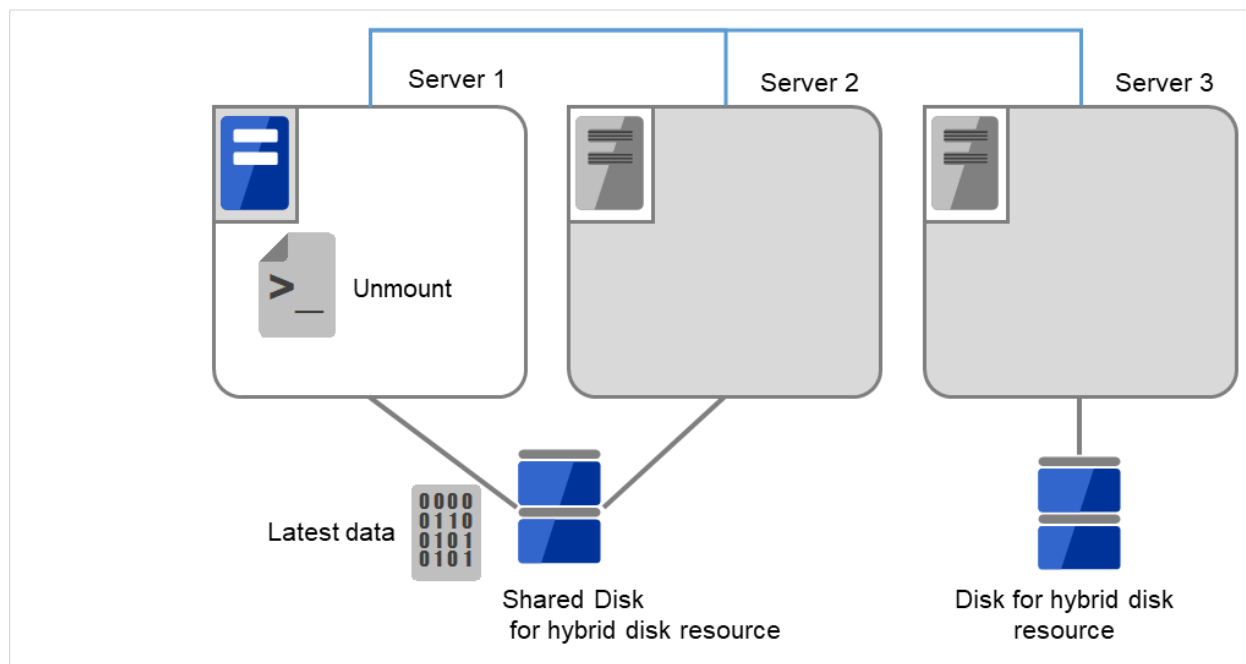 Server 1
Server 2
Server 3
>_
Unmount
Latest data
0000
0110
0101
0101
Shared Disk
for hybrid disk resource
Disk for hybrid disk
resource